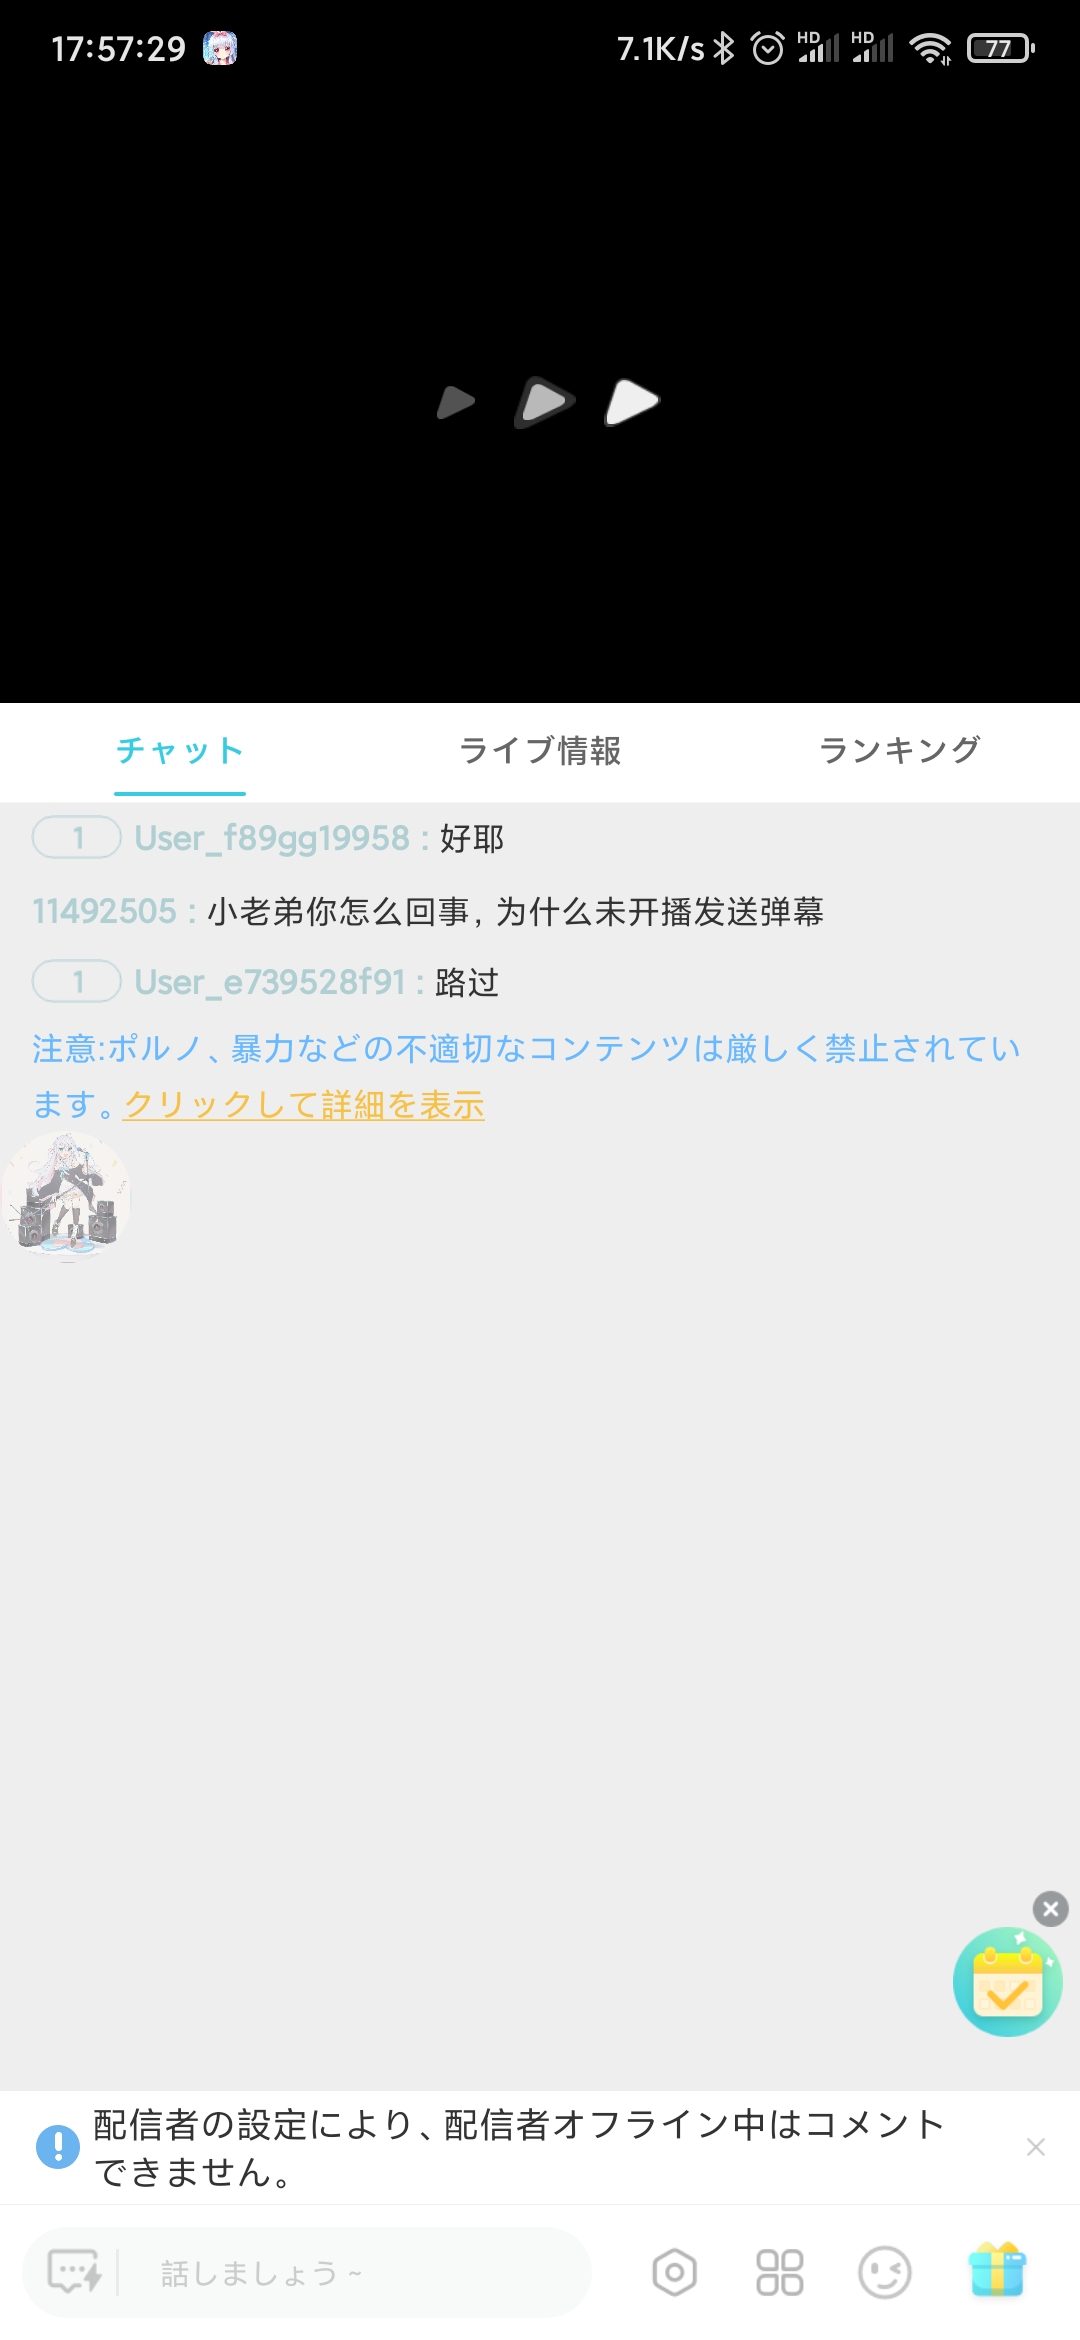 17:57:29 7.1K/s HD HD 77
チャット ライブ情報 ランキング
1 User_f89gg19958 : 好耶
11492505 : 小老弟你怎么回事, 为什么未开播发送弹幕
1 User_e739528f91 : 路过
注意:ポルノ、暴力などの不適切なコンテンツは厳しく禁止されてい
ます。クリックして詳細を表示
配信者の設定により、配信者オフライン中はコメント
できません。
話しましょう ~